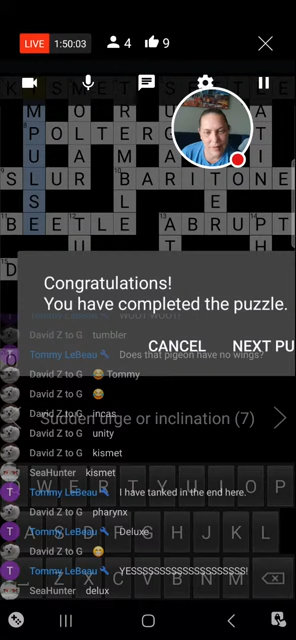 LIVE 1:50:03 4 9
KISMET
POLTERG
SLUR BARITONE
BEETLE ABRUPT
Congratulations!
You have completed the puzzle.
CANCEL NEXT PU
WOOT WOOT
David Z to G tumbler
Tommy LeBeau Does that pigeon have no wings?
David Z to G 😄 Tommy
David Z to G 😄
David Z to G incas
Sudden urge or inclination (7)
David Z to G unity
David Z to G kismet
SeaHunter kismet
Tommy LeBeau I have tanked in the end here.
David Z to G pharynx
Tommy LeBeau Deluxe
David Z to G 😁
Tommy LeBeau YESSSSSSSSSSSSSSSSSSS!
SeaHunter delux